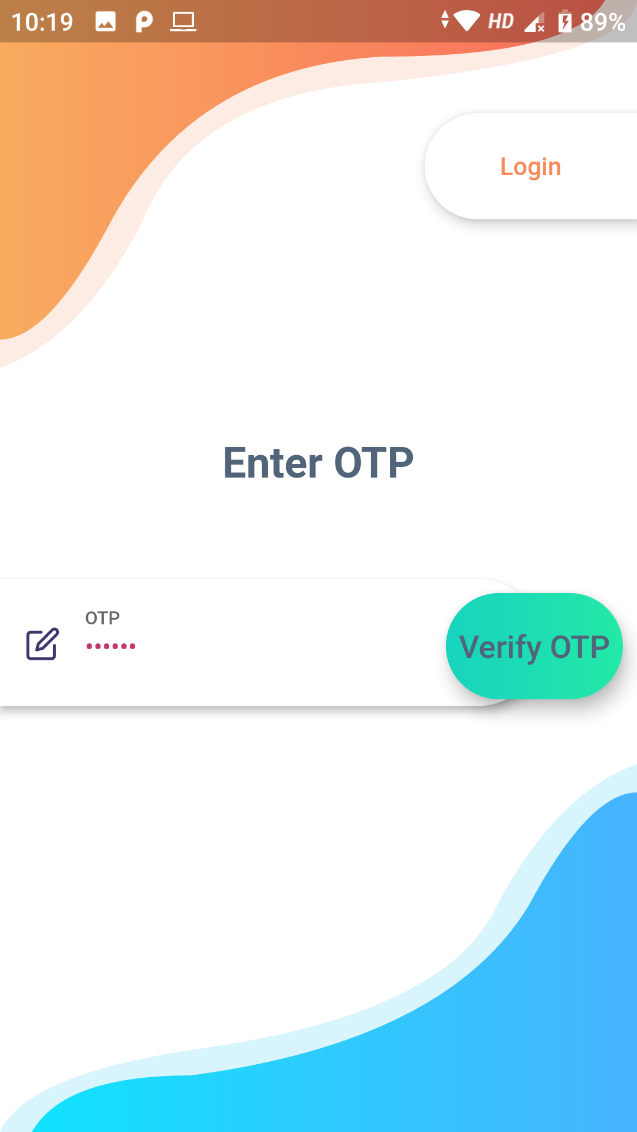 10:19 HD 89%
Login
Enter OTP
OTP
••••••
Verify OTP